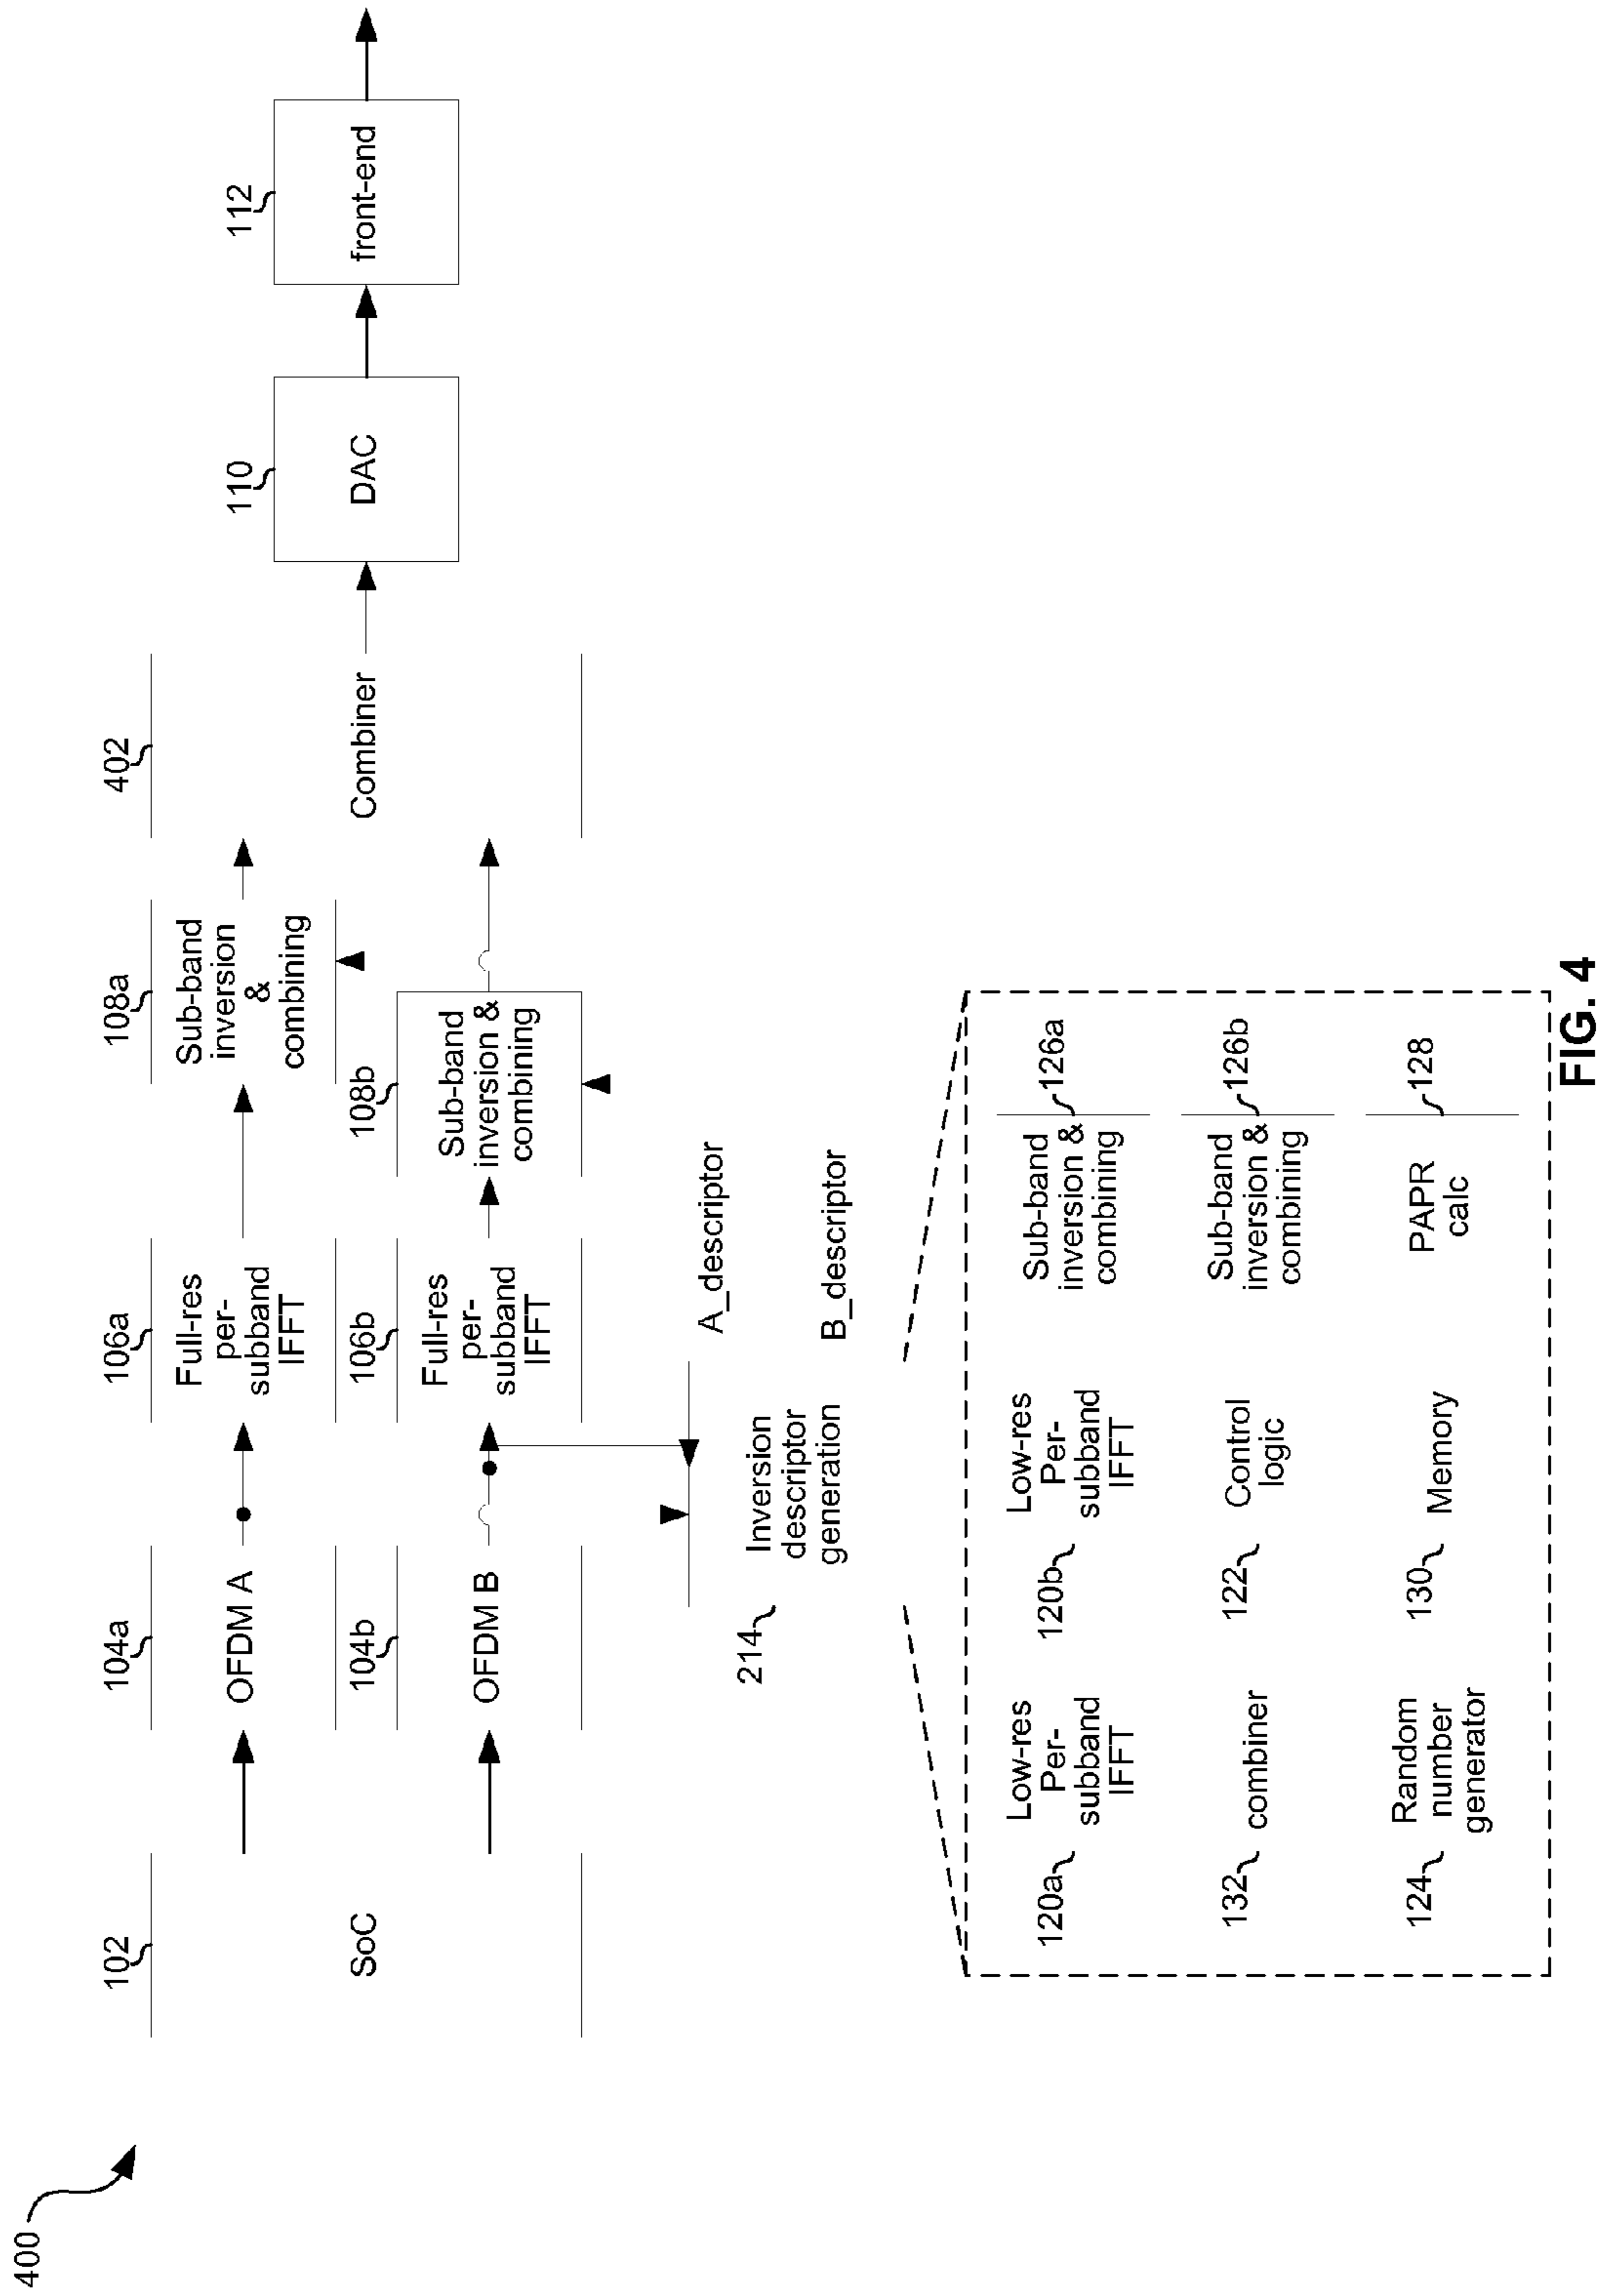 400
102
SoC
104a
OFDM A
104b
OFDM B
106a
Full-res
per-
subband
IFFT
106b
Full-res
per-
subband
IFFT
108a
Sub-band
inversion
&
combining
108b
Sub-band
inversion &
combining
402
Combiner
110
DAC
112
front-end
214
Inversion
descriptor
generation
A_descriptor
B_descriptor
120a
Low-res
Per-
subband
IFFT
120b
Low-res
Per-
subband
IFFT
Sub-band
inversion &
combining
126a
132
combiner
122
Control
logic
Sub-band
inversion &
combining
126b
124
Random
number
generator
130
Memory
PAPR
calc
128
FIG. 4